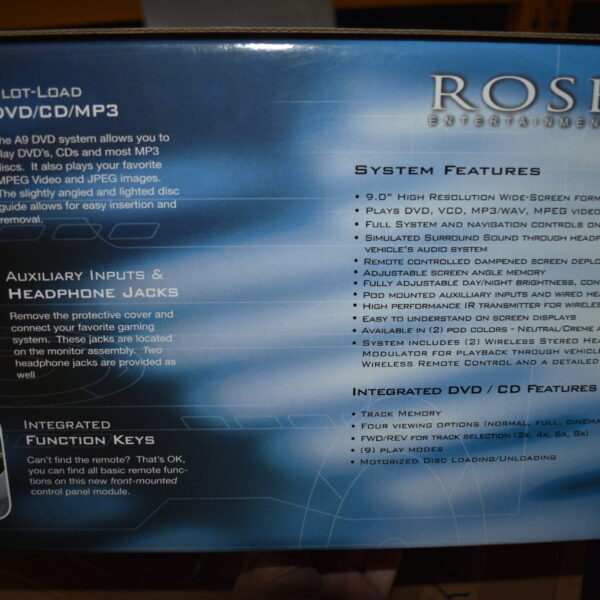 LOT-LOAD
DVD/CD/MP3
he A9 DVD system allows you to
lay DVD's, CDs and most MP3
iscs. It also plays your favorite
MPEG Video and JPEG images.
The slightly angled and lighted disc
guide allows for easy insertion and
removal.
AUXILIARY INPUTS &
HEADPHONE JACKS
Remove the protective cover and
connect your favorite gaming
system. These jacks are located
on the monitor assembly. Two
headphone jacks are provided as
well
INTEGRATED
FUNCTION KEYS
Can't find the remote? That's OK,
you can find all basic remote func-
tions on this new front-mounted
control panel module.
ROSE
ENTERTAINMEN
SYSTEM FEATURES
• 9.0" HIGH RESOLUTION WIDE-SCREEN FORM
• PLAYS DVD, VCD, MP3/WAV, MPEG VIDEO
• FULL SYSTEM AND NAVIGATION CONTROLS ON
• SIMULATED SURROUND SOUND THROUGH HEADP
VEHICLE'S AUDIO SYSTEM
• REMOTE CONTROLLED DAMPENED SCREEN DEPLO
• ADJUSTABLE SCREEN ANGLE MEMORY
• FULLY ADJUSTABLE DAY/NIGHT BRIGHTNESS, CON
• POD MOUNTED AUXILLIARY INPUTS AND WIRED HEA
• HIGH PERFORMANCE IR TRANSMITTER FOR WIRELES
• EASY TO UNDERSTAND ON SCREEN DISPLAYS
• AVAILABLE IN (2) POD COLORS - NEUTRAL/CREME A
• SYSTEM INCLUDES (2) WIRELESS STEREO HEA
MODULATOR FOR PLAYBACK THROUGH VEHICLE
WIRELESS REMOTE CONTROL AND A DETAILED
INTEGRATED DVD / CD FEATURES
• TRACK MEMORY
• FOUR VIEWING OPTIONS (NORMAL, FULL, CINEMA
• FWD/REV FOR TRACK SELECTION (2X, 4X, 6X, 8X)
• (9) PLAY MODES
• MOTORIZED DISC LOADING/UNLOADING